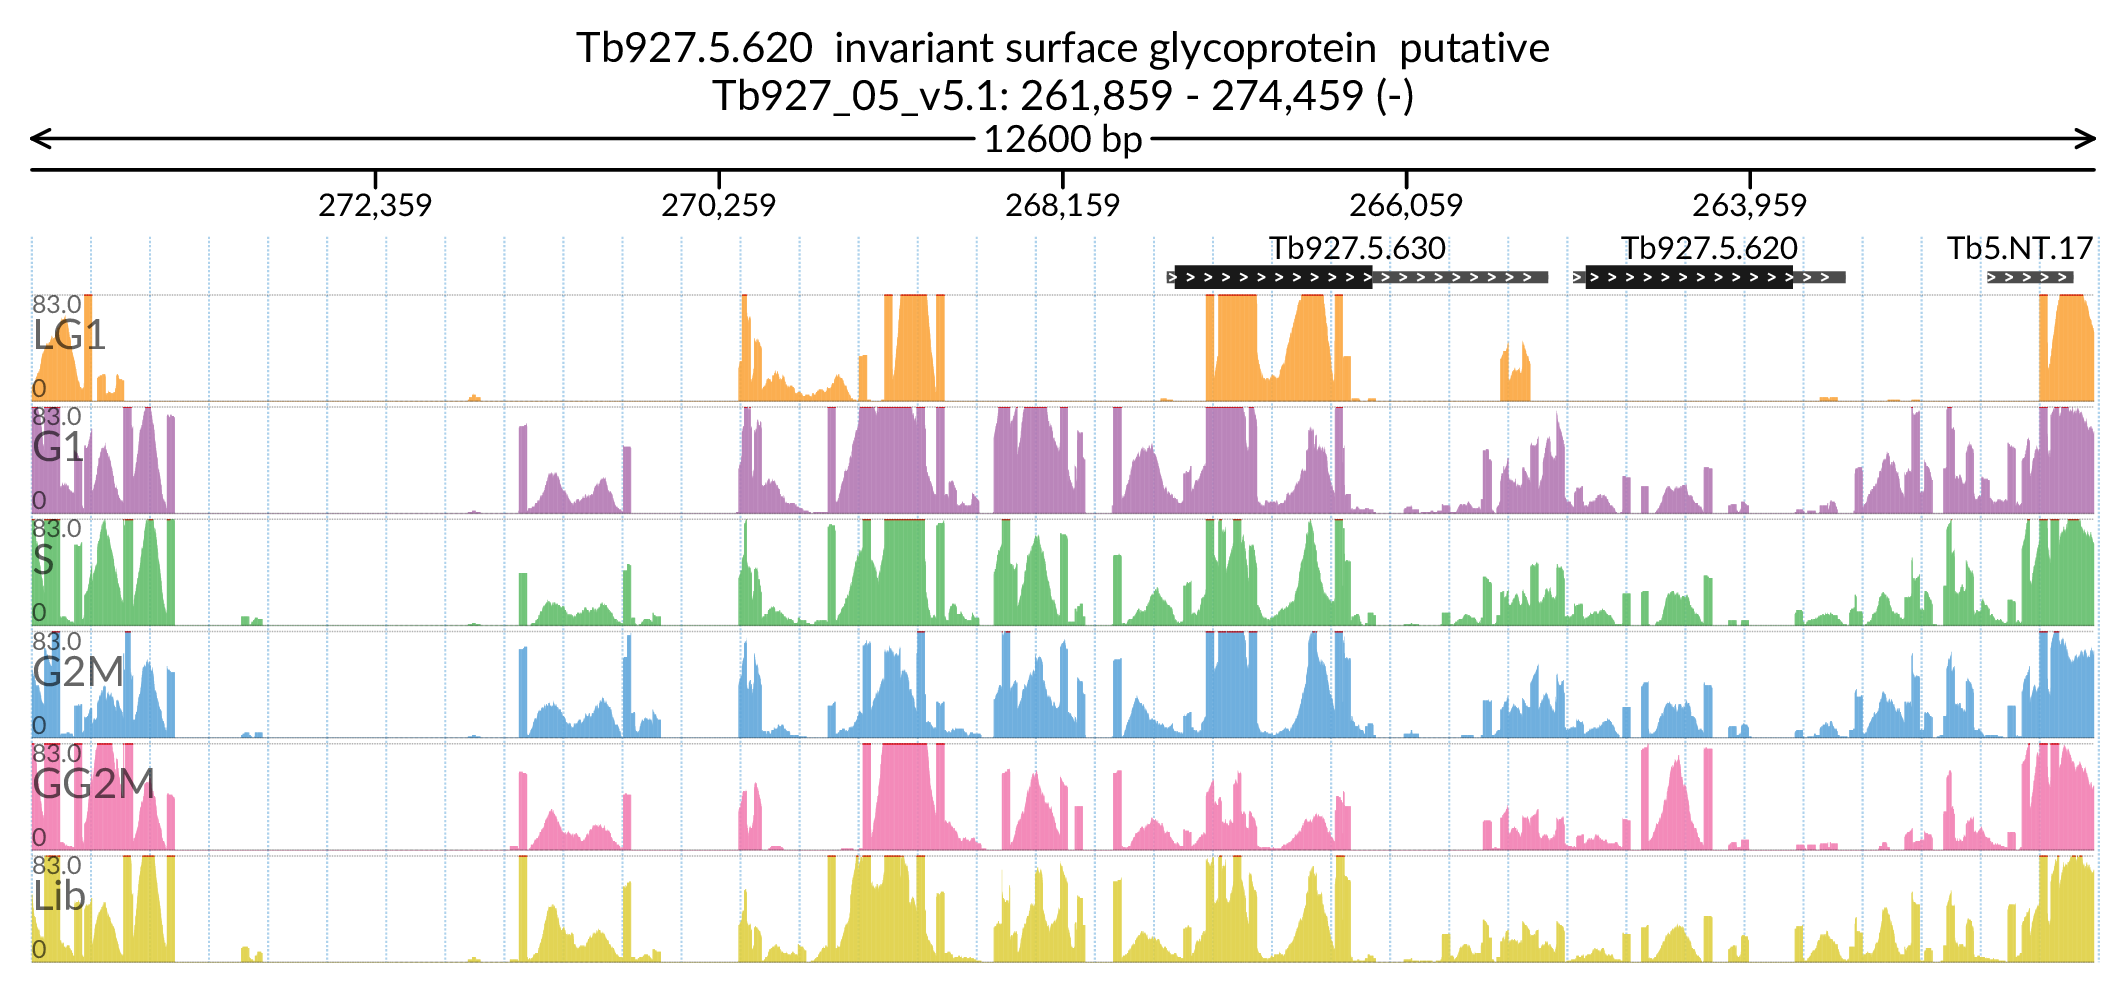 Tb927.5.620 invariant surface glycoprotein putative
Tb927_05_v5.1: 261,859 - 274,459 (-)
12600 bp
272,359 270,259 268,159 266,059 263,959
Tb927.5.630 Tb927.5.620 Tb5.NT.17
83.0
LG1
0
83.0
G1
0
83.0
S
0
83.0
G2M
0
83.0
GG2M
0
83.0
Lib
0